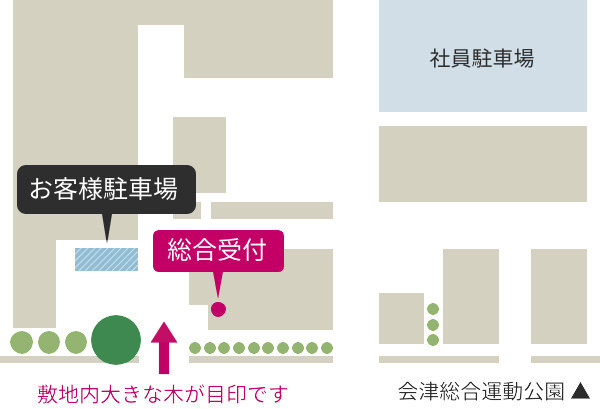 社員駐車場
お客様駐車場
総合受付
敷地内大きな木が目印です
会津総合運動公園 ▲